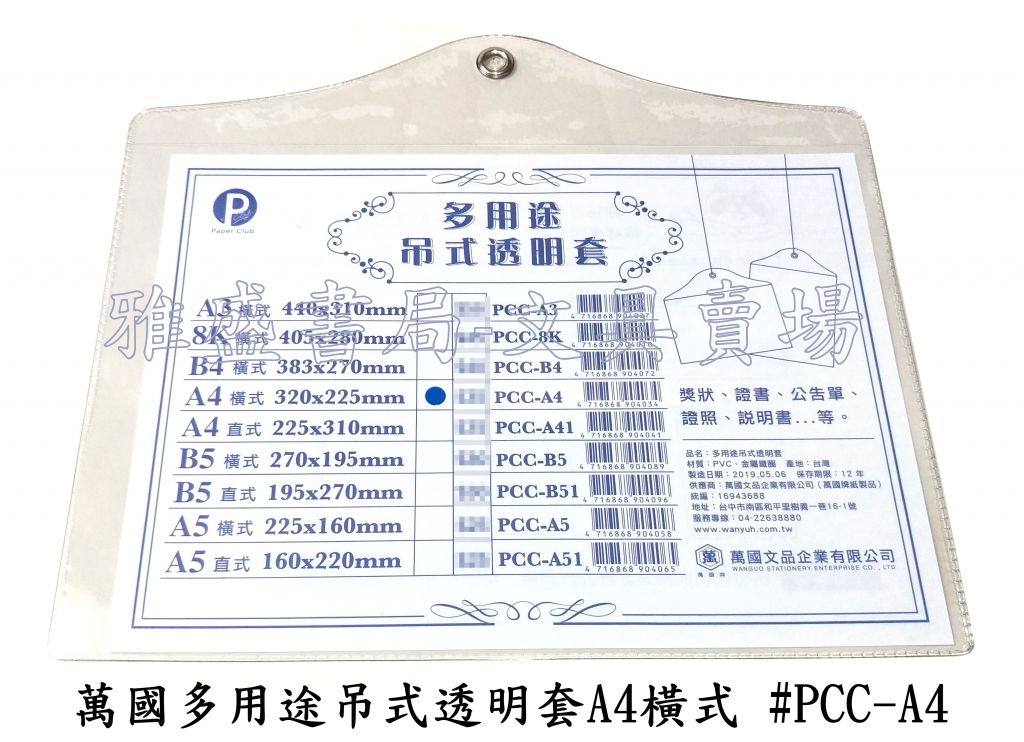 P
Paper Club
多用途
吊式透明套
雅盛書局-文具賣場
A3 橫式 440x310mm PCC-A3
8K 橫式 405x280mm PCC-8K 4 716868 904010
B4 橫式 383x270mm PCC-B4 4 716868 904072
A4 橫式 320x225mm PCC-A4 4 716868 904034
A4 直式 225x310mm PCC-A41 4 716868 904041
B5 橫式 270x195mm PCC-B5 4 716868 904089
B5 直式 195x270mm PCC-B51 4 716868 904096
A5 橫式 225x160mm PCC-A5 4 716868 904058
A5 直式 160x220mm PCC-A51 4 716868 904065
獎狀、證書、公告單、
證照、說明書...等。
品名：多用途吊式透明套
材質：PVC、金屬鐵圈 產地：台灣
製造日期：2019.05.06 保存期限：12 年
供應商：萬國文品企業有限公司（萬國牌紙製品）
統編：16943688
地址：台中市南區和平里樹義一巷16-1號
服務專線：04-22638880
www.wanyuh.com.tw
萬
萬國牌
萬國文品企業有限公司
WANGUO STATIONERY ENTERPRISE CO., LTD
萬國多用途吊式透明套A4橫式 #PCC-A4